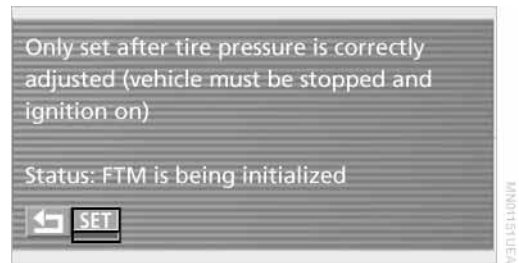 Only set after tire pressure is correctly
adjusted (vehicle must be stopped and
ignition on)
Status: FTM is being initialized
SET
MN01151UEA